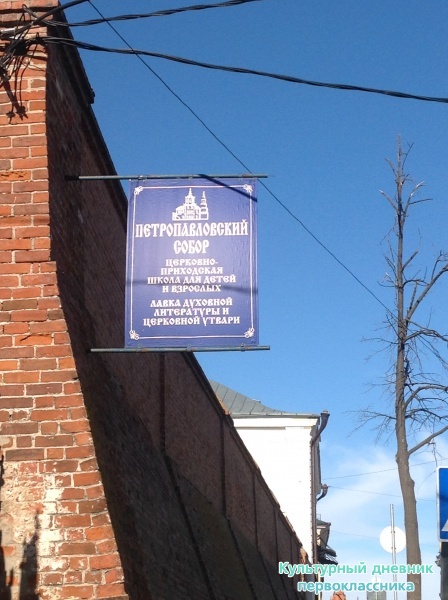 ПЕТРОПАВЛОВСКИЙ
СОБОР
ЦЕРКОВНО-
ПРИХОДСКАЯ
ШКОЛА ДЛЯ ДЕТЕЙ
И ВЗРОСЛЫХ
ЛАВКА ДУХОВНОЙ
ЛИТЕРАТУРЫ И
ЦЕРКОВНОЙ УТВАРИ
Культурный дневник
первоклассника